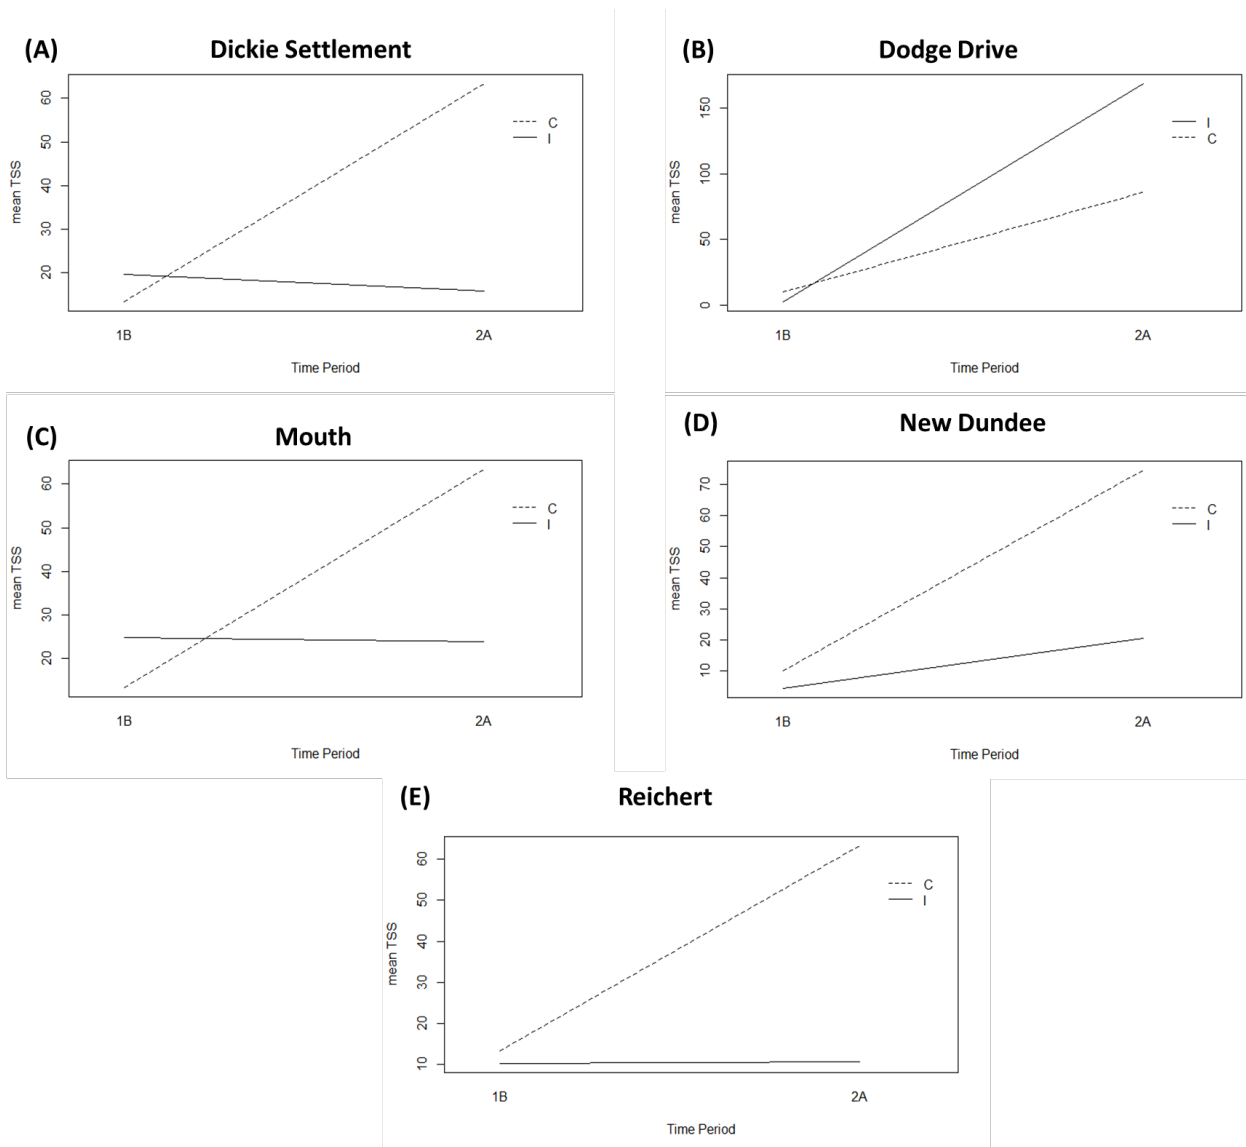 (A) Dickie Settlement
60
50
40
30
20
mean TSS
C
I
1B 2A
Time Period
(B) Dodge Drive
150
100
50
0
mean TSS
I
C
1B 2A
Time Period
(C) Mouth
60
50
40
30
20
mean TSS
C
I
1B 2A
Time Period
(D) New Dundee
70
60
50
40
30
20
10
mean TSS
C
I
1B 2A
Time Period
(E) Reichert
60
50
40
30
20
10
mean TSS
C
I
1B 2A
Time Period